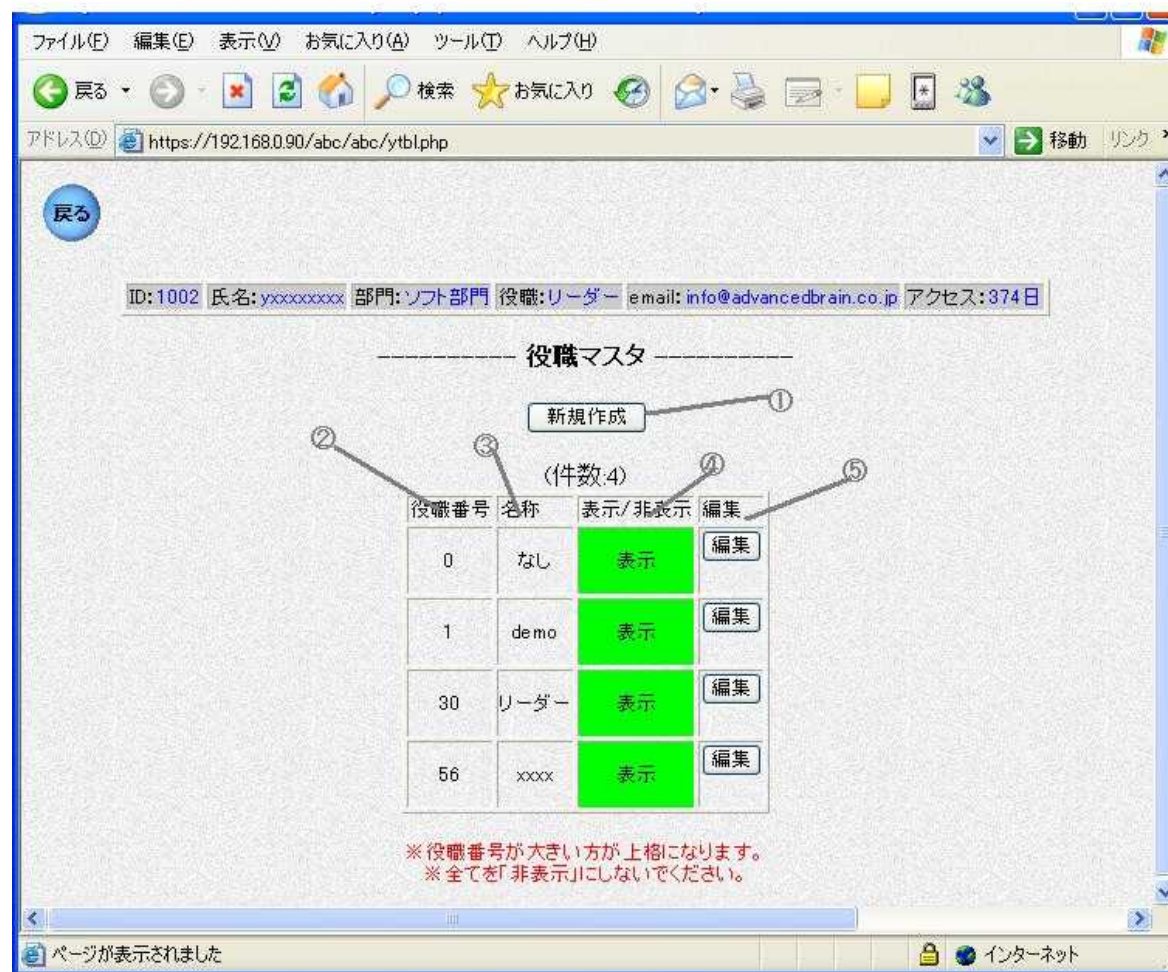 ファイル(F) 編集(E) 表示(V) お気に入り(A) ツール(T) ヘルプ(H)
戻る 検索 お気に入り
アドレス(D) https://192.168.0.90/abc/abc/ytbl.php 移動 リンク
戻る
ID:1002 氏名:yxxxxxxxx 部門:ソフト部門 役職:リーダー email:info@advancedbrain.co.jp アクセス:374日
---------- 役職マスタ ----------
新規作成 ①
② ③ ④ ⑤
(件数:4)
役職番号 名称 表示/非表示 編集
0 なし 表示 編集
1 demo 表示 編集
30 リーダー 表示 編集
56 xxxx 表示 編集
※役職番号が大きい方が上格になります。
※全てを「非表示」にしないでください。
ページが表示されました インターネット